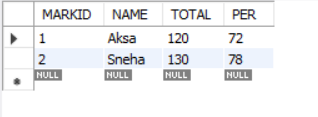 MARKID NAME TOTAL PER
1 Aksa 120 72
2 Sneha 130 78
NULL NULL NULL NULL